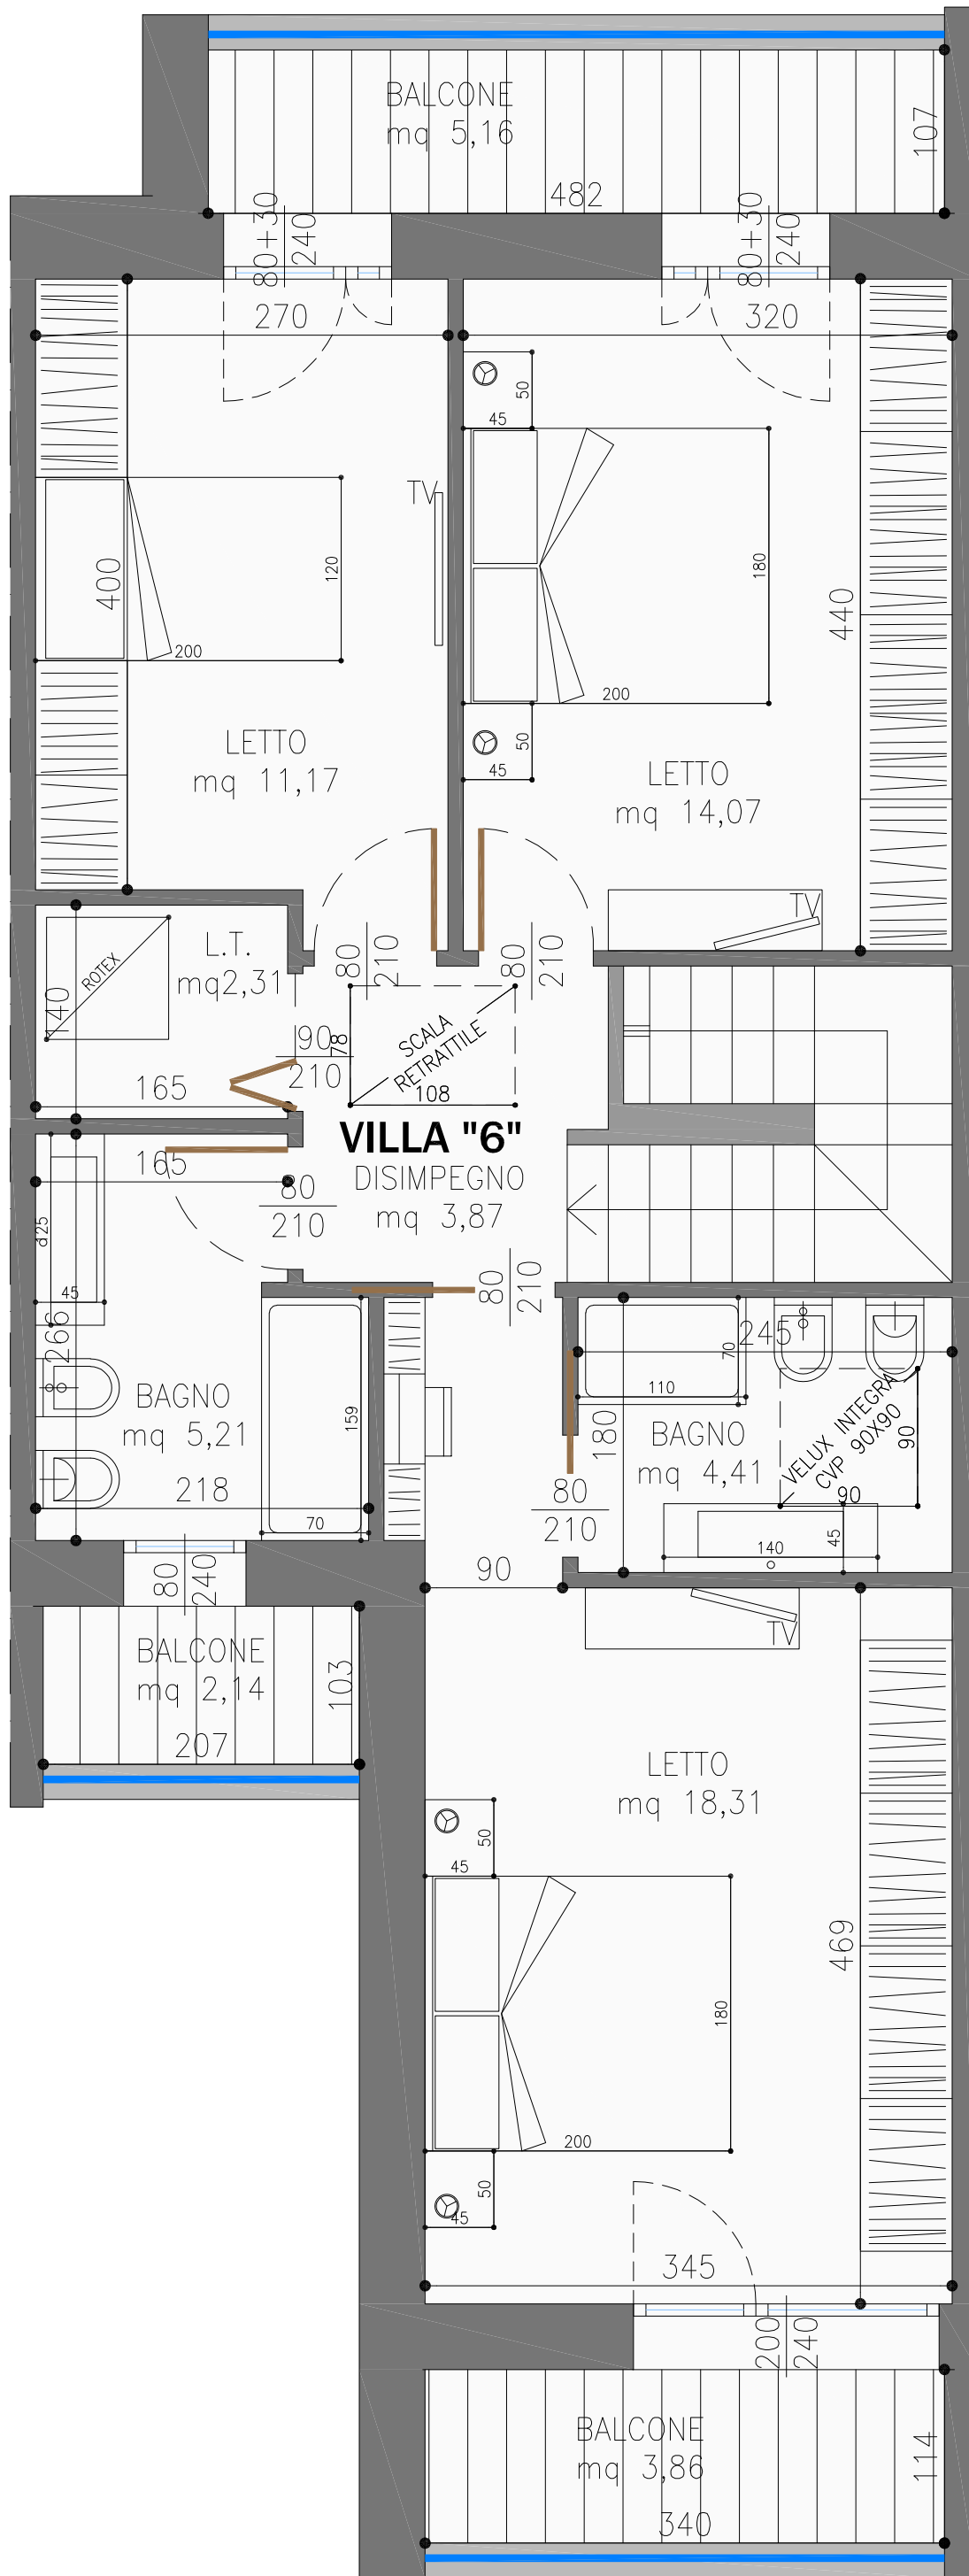 BALCONE
mq 5,16
107
482
80+30
240
80+30
240
270
320
50
45
TV
400
120
200
180
200
440
50
45
LETTO
mq 11,17
LETTO
mq 14,07
TV
L.T.
mq2,31
ROTEX
140
80
210
80
210
90
210
78
SCALA
RETRATTILE
108
165
VILLA "6"
DISIMPEGNO
mq 3,87
165
80
210
125
45
266
80
210
BAGNO
mq 5,21
159
218
70
245
70
110
180
BAGNO
mq 4,41
VELUX INTEGRA
CVP 90X90
90
90
80
210
140
45
90
80
240
TV
BALCONE
mq 2,14
103
207
LETTO
mq 18,31
50
45
469
180
200
50
45
345
200
240
BALCONE
mq 3,86
114
340